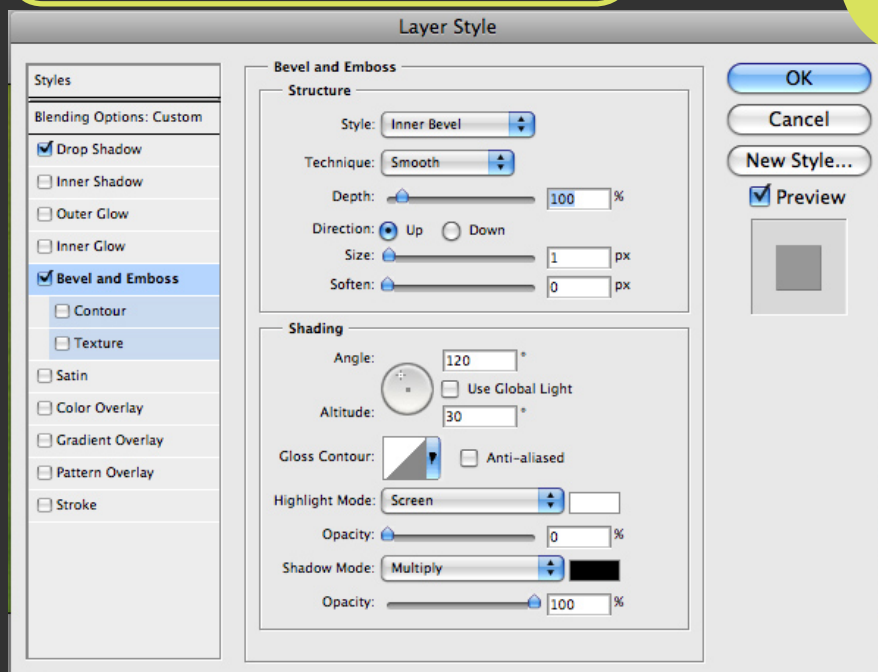 Layer Style
Styles
Blending Options: Custom
Drop Shadow
Inner Shadow
Outer Glow
Inner Glow
Bevel and Emboss
Contour
Texture
Satin
Color Overlay
Gradient Overlay
Pattern Overlay
Stroke
Bevel and Emboss
Structure
Style: Inner Bevel
Technique: Smooth
Depth: 100 %
Direction: Up Down
Size: 1 px
Soften: 0 px
Shading
Angle: 120 °
Use Global Light
Altitude: 30 °
Gloss Contour: Anti-aliased
Highlight Mode: Screen
Opacity: 0 %
Shadow Mode: Multiply
Opacity: 100 %
OK
Cancel
New Style...
Preview